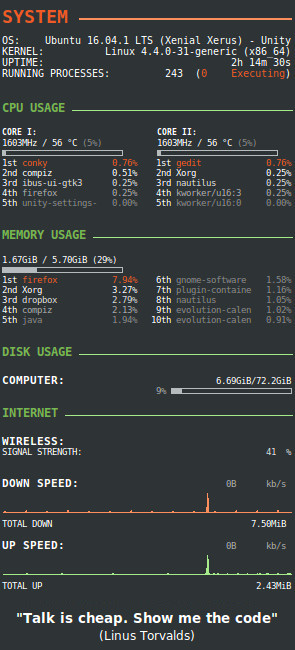 SYSTEM
OS: Ubuntu 16.04.1 LTS (Xenial Xerus) - Unity
KERNEL: Linux 4.4.0-31-generic (x86_64)
UPTIME: 2h 14m 30s
RUNNING PROCESSES: 243 (0 Executing)
CPU USAGE
CORE I: CORE II:
1603MHz / 56 °C (5%) 1603MHz / 56 °C (5%)
1st conky 0.76% 1st gedit 0.76%
2nd compiz 0.51% 2nd Xorg 0.25%
3rd ibus-ui-gtk3 0.25% 3rd nautilus 0.25%
4th firefox 0.25% 4th kworker/u16:3 0.25%
5th unity-settings- 0.00% 5th kworker/u16:0 0.00%
MEMORY USAGE
1.67GiB / 5.70GiB (29%)
1st firefox 7.94% 6th gnome-software 1.58%
2nd Xorg 3.27% 7th plugin-containe 1.16%
3rd dropbox 2.79% 8th nautilus 1.05%
4th compiz 2.13% 9th evolution-calen 1.02%
5th java 1.94% 10th evolution-calen 0.91%
DISK USAGE
COMPUTER: 6.69GiB/72.2GiB
9%
INTERNET
WIRELESS:
SIGNAL STRENGTH: 41 %
DOWN SPEED: 0B kb/s
TOTAL DOWN 7.50MiB
UP SPEED: 0B kb/s
TOTAL UP 2.43MiB
"Talk is cheap. Show me the code"
(Linus Torvalds)